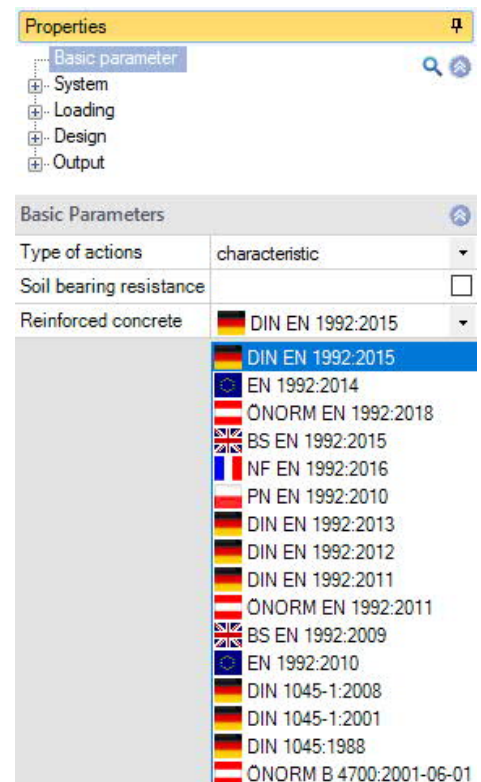 Properties
Basic parameter
System
Loading
Design
Output
Basic Parameters
Type of actions characteristic
Soil bearing resistance
Reinforced concrete DIN EN 1992:2015
DIN EN 1992:2015
EN 1992:2014
ÖNORM EN 1992:2018
BS EN 1992:2015
NF EN 1992:2016
PN EN 1992:2010
DIN EN 1992:2013
DIN EN 1992:2012
DIN EN 1992:2011
ÖNORM EN 1992:2011
BS EN 1992:2009
EN 1992:2010
DIN 1045-1:2008
DIN 1045-1:2001
DIN 1045:1988
ÖNORM B 4700:2001-06-01